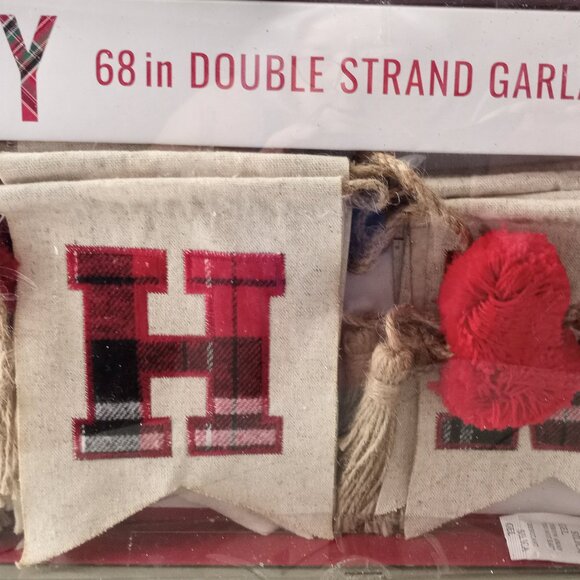 Y 68 in DOUBLE STRAND GARLA
H